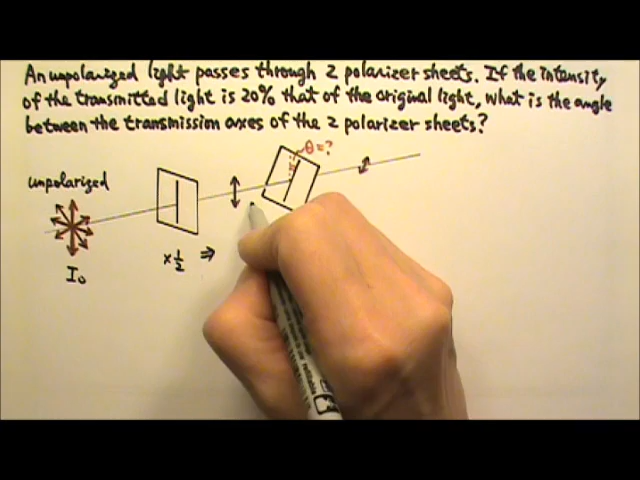 An unpolarized light passes through 2 polarizer sheets. If the intensity
of the transmitted light is 20% that of the original light, what is the angle
between the transmission axes of the 2 polarizer sheets?
θ=?
unpolarized
×½ ⇒
I₀